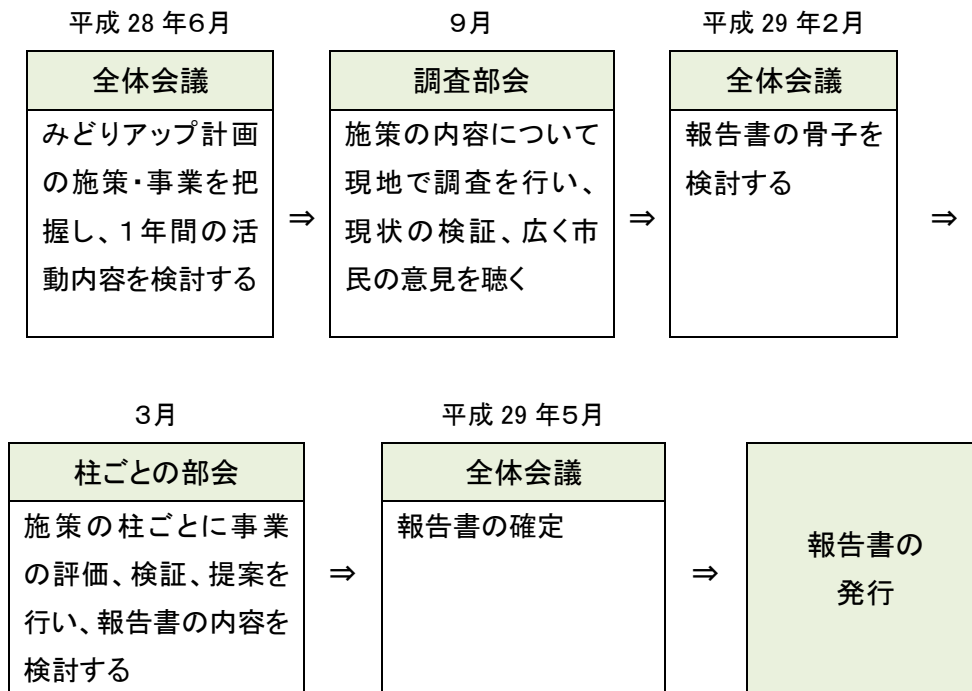 平成 28 年6月
9月
平成 29 年2月
全体会議
みどりアップ計画
の施策・事業を把
握し、1年間の活
動内容を検討する
⇒
調査部会
施策の内容について
現地で調査を行い、
現状の検証、広く市
民の意見を聴く
⇒
全体会議
報告書の骨子を
検討する
⇒
3月
平成 29 年5月
柱ごとの部会
施策の柱ごとに事業
の評価、検証、提案を
行い、報告書の内容を
検討する
⇒
全体会議
報告書の確定
⇒
報告書の
発行